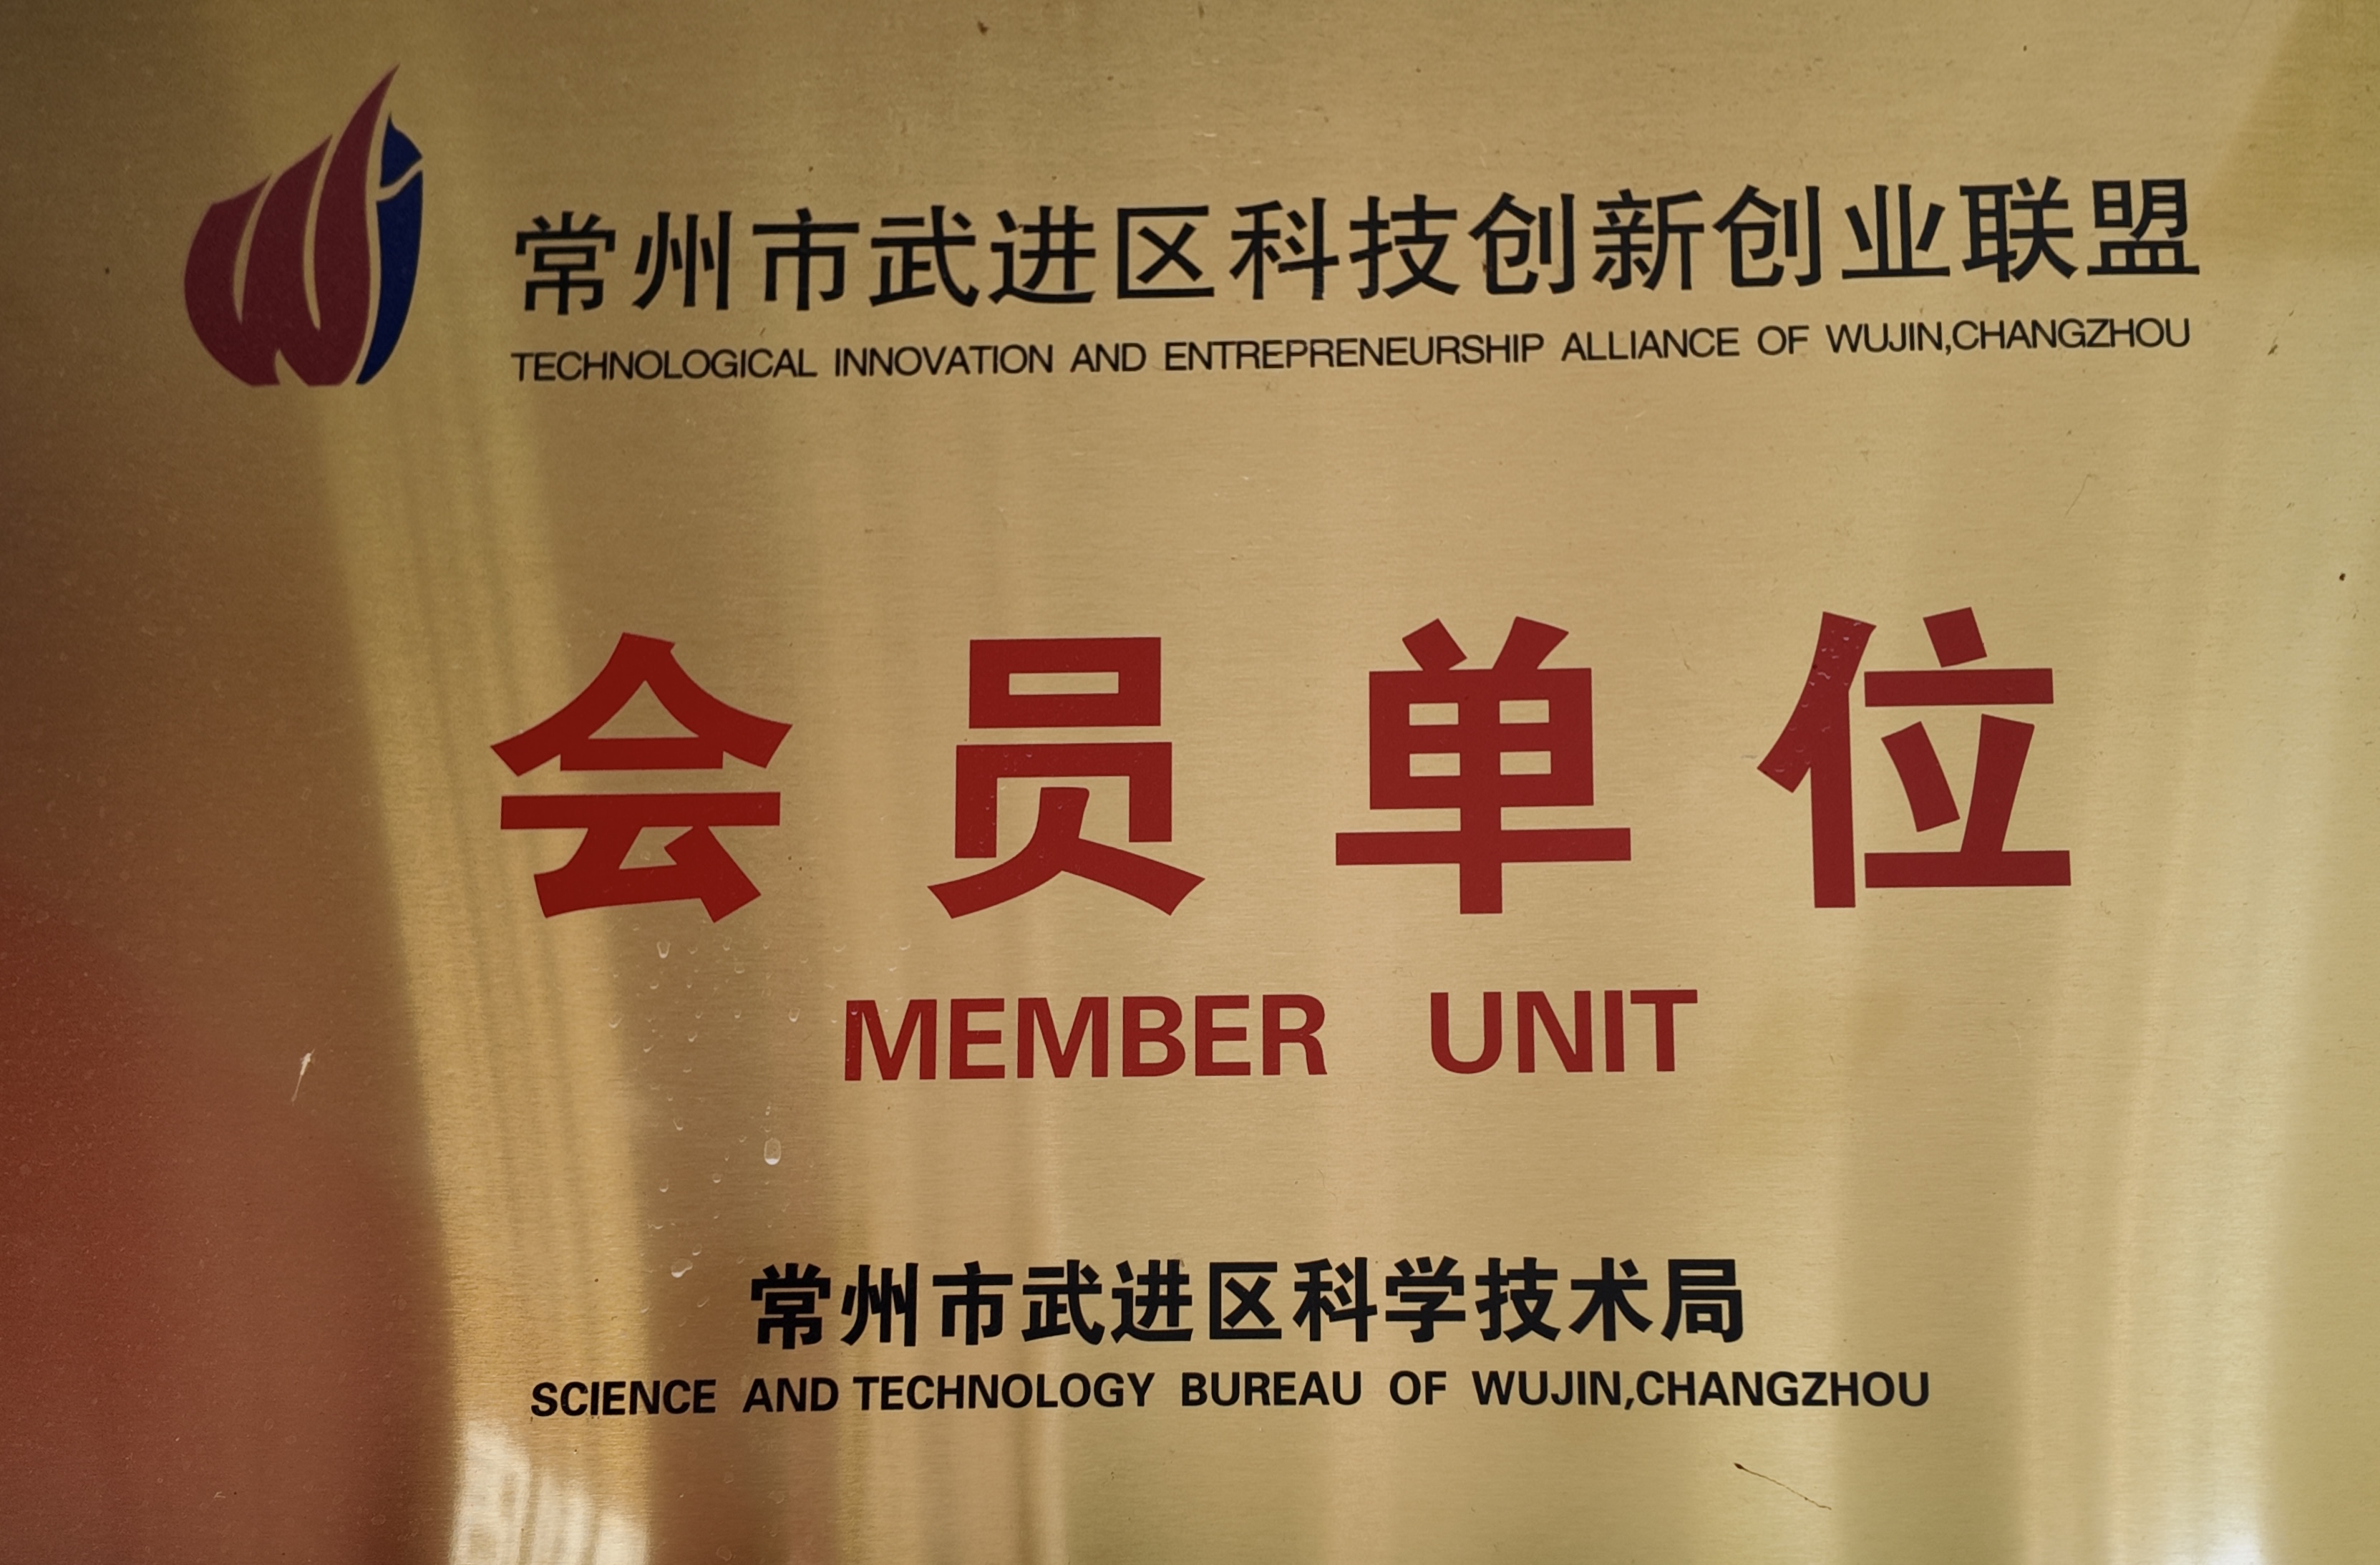 常州市武进区科技创新创业联盟
TECHNOLOGICAL INNOVATION AND ENTREPRENEURSHIP ALLIANCE OF WUJIN,CHANGZHOU
会员单位
MEMBER UNIT
常州市武进区科学技术局
SCIENCE AND TECHNOLOGY BUREAU OF WUJIN,CHANGZHOU